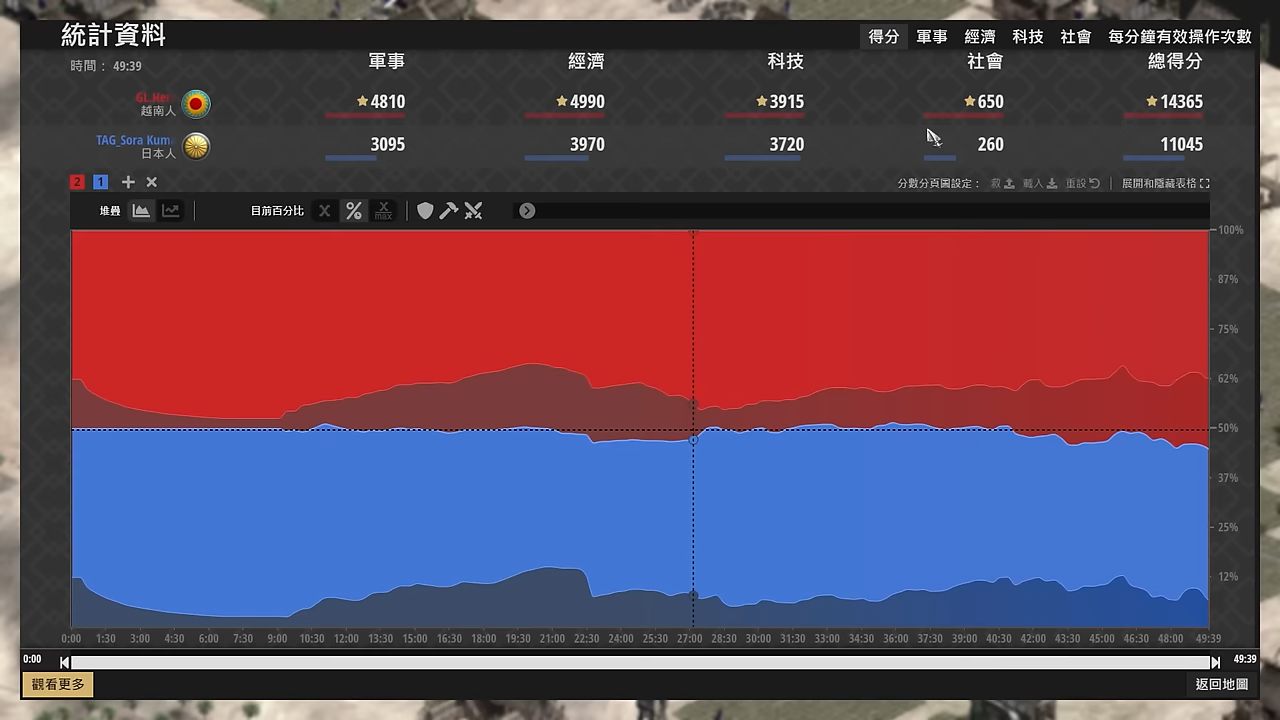 統計資料
得分 軍事 經濟 科技 社會 每分鐘有效操作次數
時間： 49:39
軍事 經濟 科技 社會 總得分
越南人
4810 4990 3915 650 14365
TAG_Sora Kum
日本人
3095 3970 3720 260 11045
2 1
分數分頁圖設定： 救 載入 重設 展開和隱藏表格
堆疊 目前百分比 X % X max
100%
87%
75%
62%
50%
37%
25%
12%
0:00 1:30 3:00 4:30 6:00 7:30 9:00 10:30 12:00 13:30 15:00 16:30 18:00 19:30 21:00 22:30 24:00 25:30 27:00 28:30 30:00 31:30 33:00 34:30 36:00 37:30 39:00 40:30 42:00 43:30 45:00 46:30 48:00 49:39
0:00 49:39
觀看更多 返回地圖